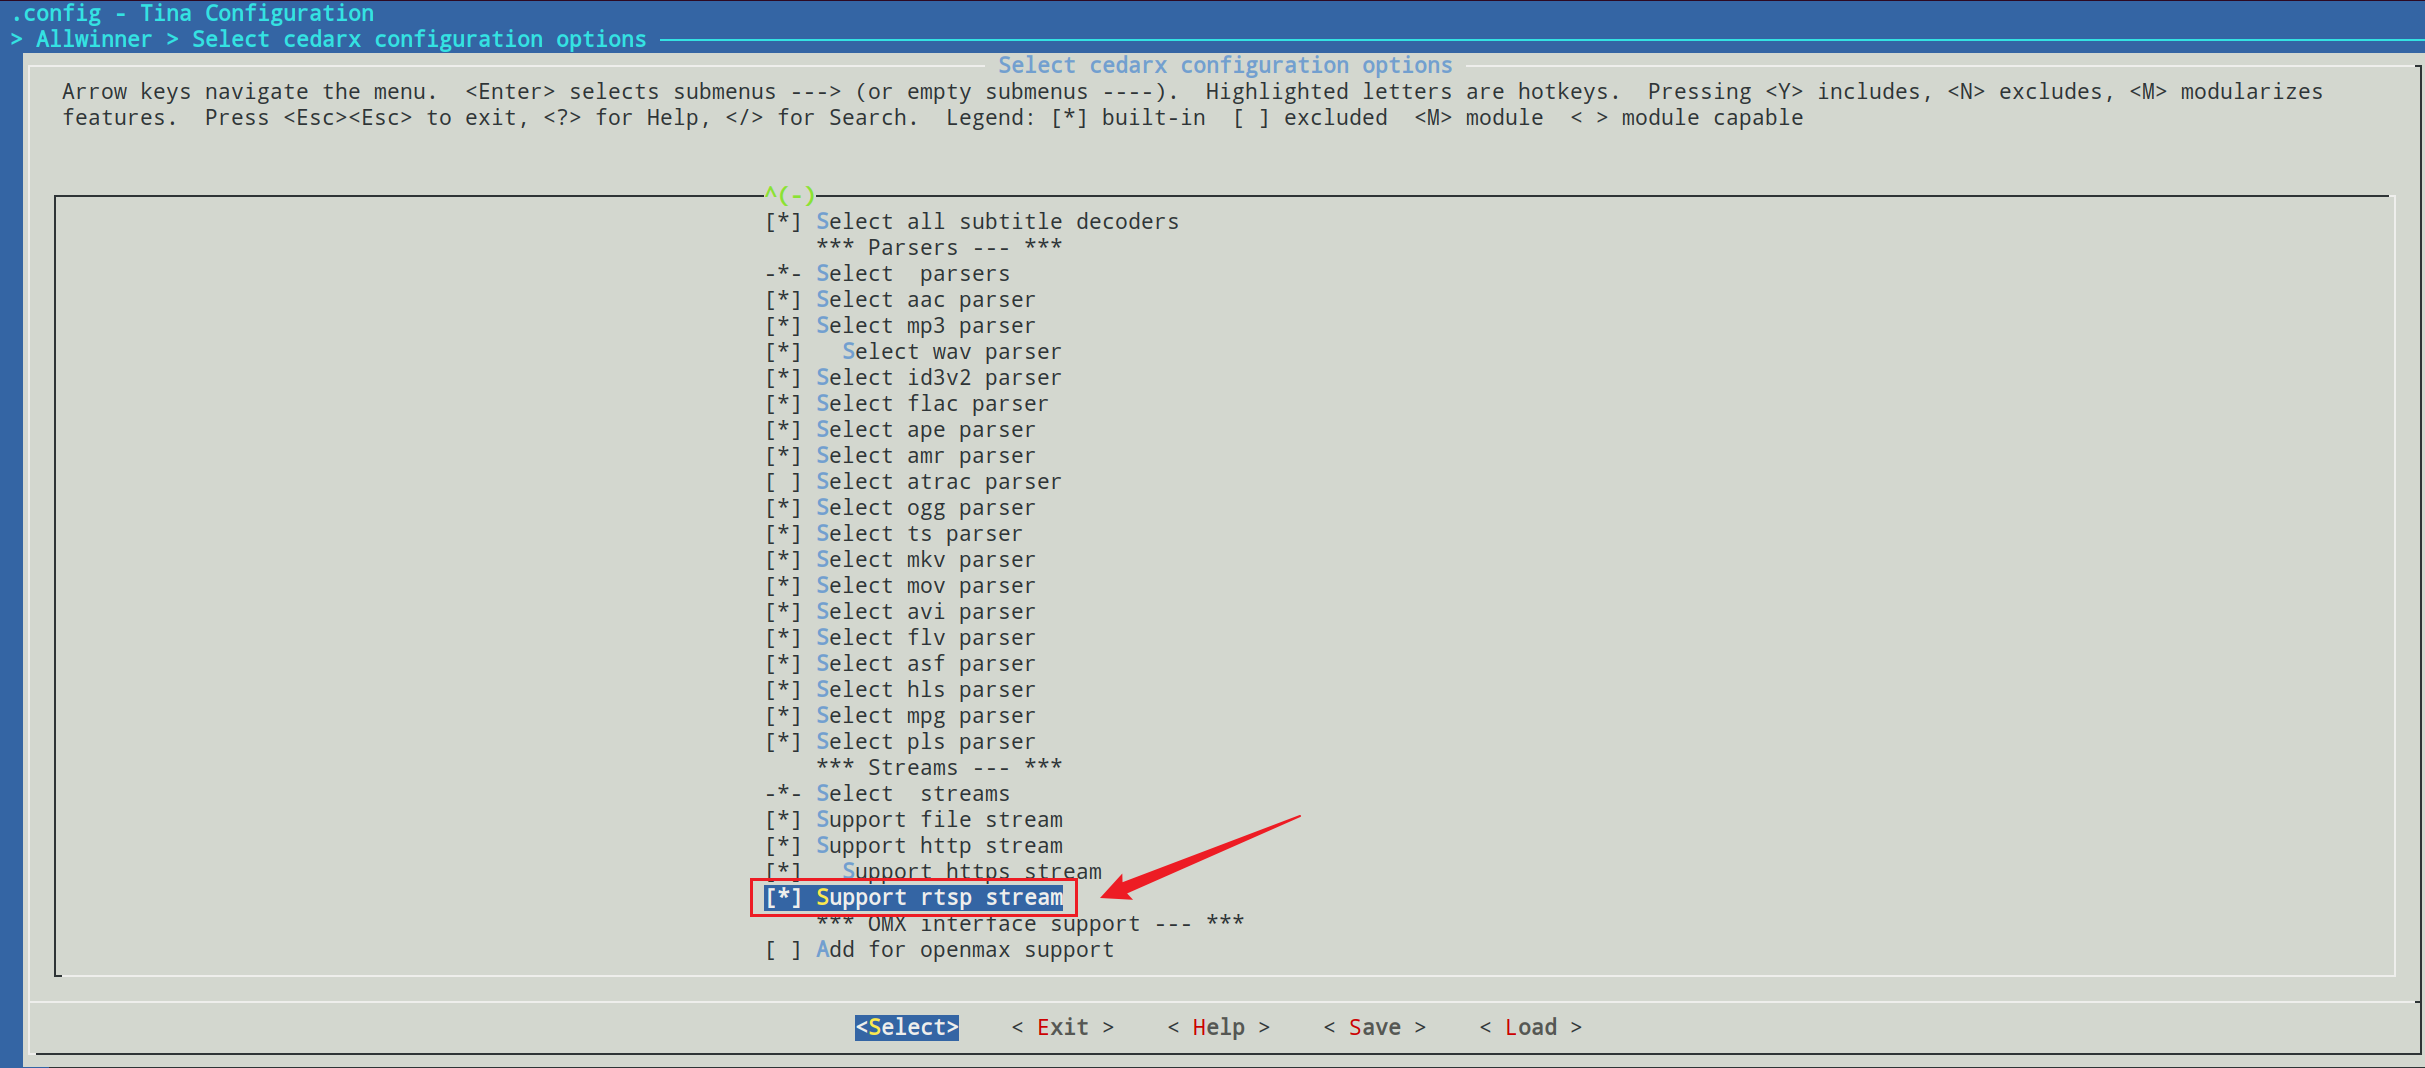 .config - Tina Configuration
> Allwinner > Select cedarx configuration options
Select cedarx configuration options
Arrow keys navigate the menu.  <Enter> selects submenus ---> (or empty submenus ----).  Highlighted letters are hotkeys.  Pressing <Y> includes, <N> excludes, <M> modularizes
features.  Press <Esc><Esc> to exit, <?> for Help, </> for Search.  Legend: [*] built-in  [ ] excluded  <M> module  < > module capable
^(-)
[*] Select all subtitle decoders
*** Parsers --- ***
-*- Select  parsers
[*] Select aac parser
[*] Select mp3 parser
[*]   Select wav parser
[*] Select id3v2 parser
[*] Select flac parser
[*] Select ape parser
[*] Select amr parser
[ ] Select atrac parser
[*] Select ogg parser
[*] Select ts parser
[*] Select mkv parser
[*] Select mov parser
[*] Select avi parser
[*] Select flv parser
[*] Select asf parser
[*] Select hls parser
[*] Select mpg parser
[*] Select pls parser
*** Streams --- ***
-*- Select  streams
[*] Support file stream
[*] Support http stream
[*]   Support https stream
[*] Support rtsp stream
*** OMX interface support --- ***
[ ] Add for openmax support
<Select>    < Exit >    < Help >    < Save >    < Load >